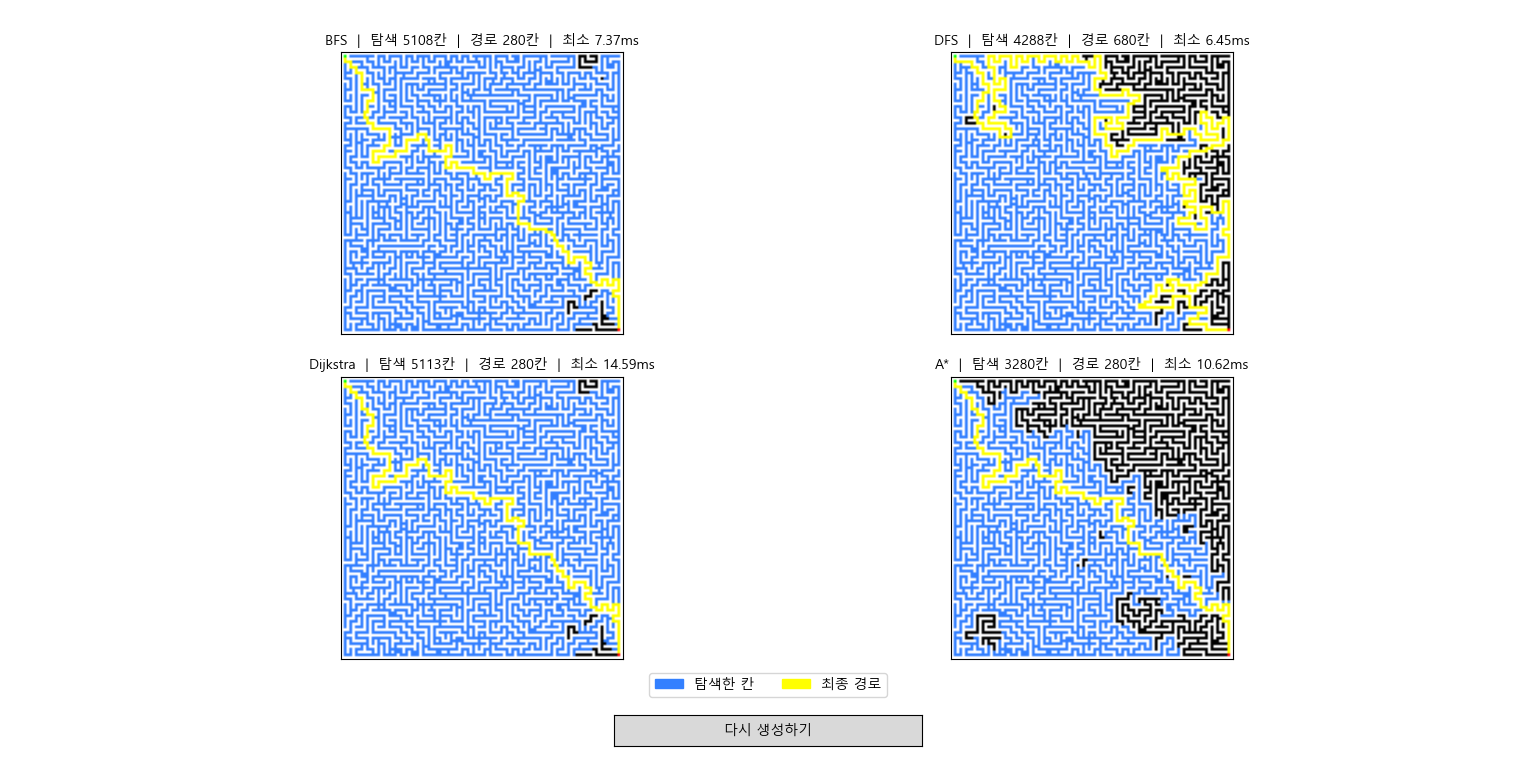 BFS | 탐색 5108칸 | 경로 280칸 | 최소 7.37ms
DFS | 탐색 4288칸 | 경로 680칸 | 최소 6.45ms
Dijkstra | 탐색 5113칸 | 경로 280칸 | 최소 14.59ms
A* | 탐색 3280칸 | 경로 280칸 | 최소 10.62ms
탐색한 칸
최종 경로
다시 생성하기